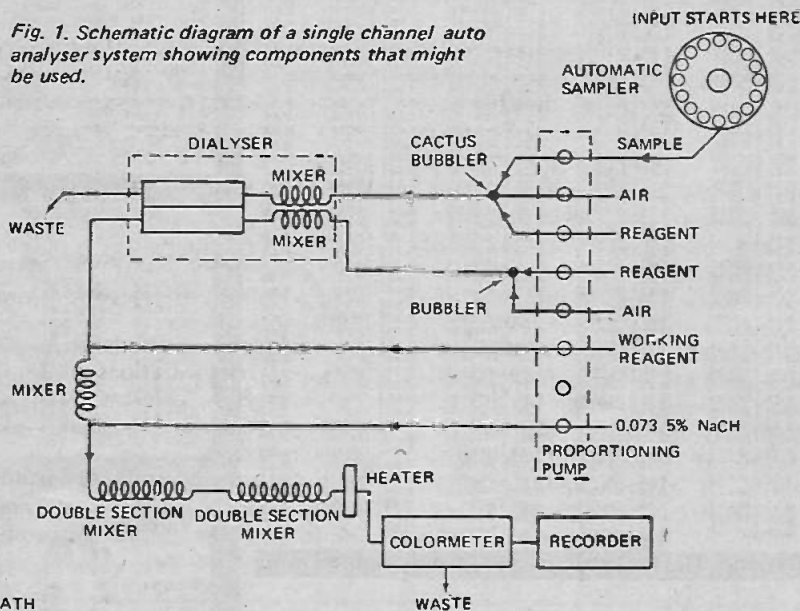 Fig. 1. Schematic diagram of a single channel auto
analyser system showing components that might
be used.
INPUT STARTS HERE
AUTOMATIC
SAMPLER
DIALYSER
CACTUS
BUBBLER
SAMPLE
MIXER
AIR
WASTE
MIXER
REAGENT
REAGENT
BUBBLER
AIR
WORKING
REAGENT
MIXER
0.073 5% NaCH
PROPORTIONING
PUMP
HEATER
DOUBLE SECTION
MIXER
DOUBLE SECTION
MIXER
COLORMETER
RECORDER
ATH
WASTE